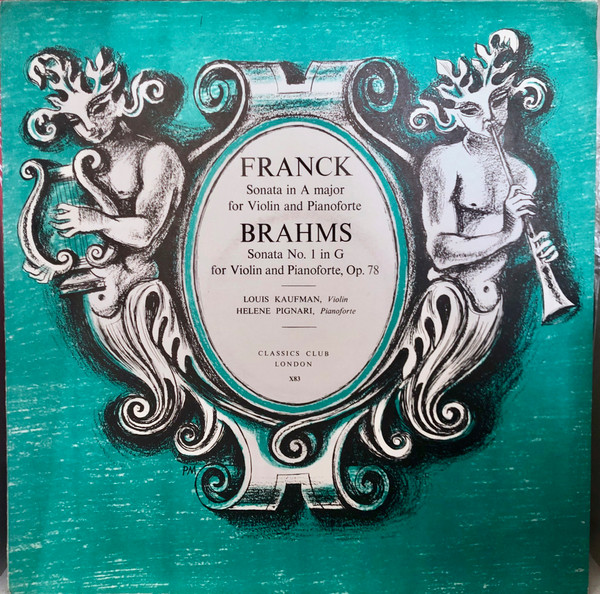 FRANCK
Sonata in A major
for Violin and Pianoforte
BRAHMS
Sonata No. 1 in G
for Violin and Pianoforte, Op. 78
LOUIS KAUFMAN, Violin
HELENE PIGNARI, Pianoforte
CLASSICS CLUB
LONDON
X83
PM